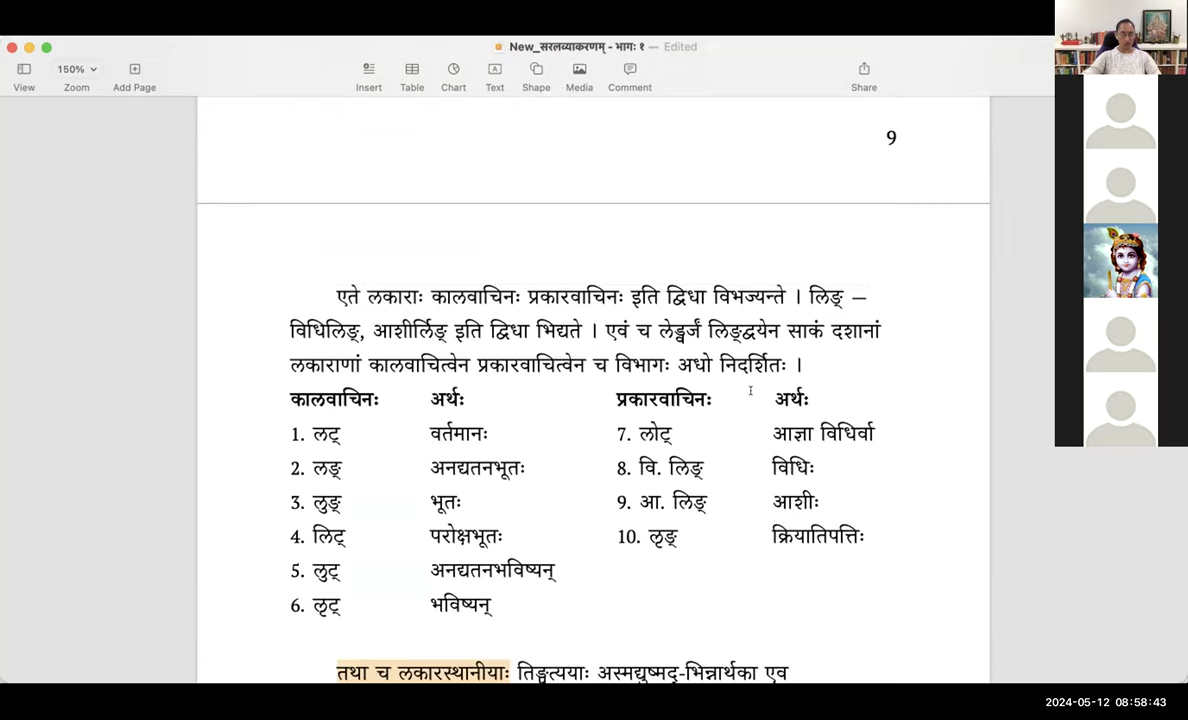 New_सरलव्याकरणम् - भागः १ — Edited
150%
View Zoom Add Page Insert Table Chart Text Shape Media Comment Share
9
एते लकाराः कालवाचिनः प्रकारवाचिनः इति द्विधा विभज्यन्ते । लिङ् –
विधिलिङ्, आशीर्लिङ् इति द्विधा भिद्यते । एवं च लेड्वर्जं लिङ्द्वयेन साकं दशानां
लकाराणां कालवाचित्वेन प्रकारवाचित्वेन च विभागः अधो निदर्शितः ।
कालवाचिनः अर्थः प्रकारवाचिनः अर्थः
1. लट् वर्तमानः 7. लोट् आज्ञा विधिर्वा
2. लङ् अनद्यतनभूतः 8. वि. लिङ् विधिः
3. लुङ् भूतः 9. आ. लिङ् आशीः
4. लिट् परोक्षभूतः 10. लृङ् क्रियातिपत्तिः
5. लुट् अनद्यतनभविष्यन्
6. लृट् भविष्यन्
तथा च लकारस्थानीयाः तिङ्प्रत्ययाः अस्मद्युष्मद्-भिन्नार्थका एव
2024-05-12 08:58:43